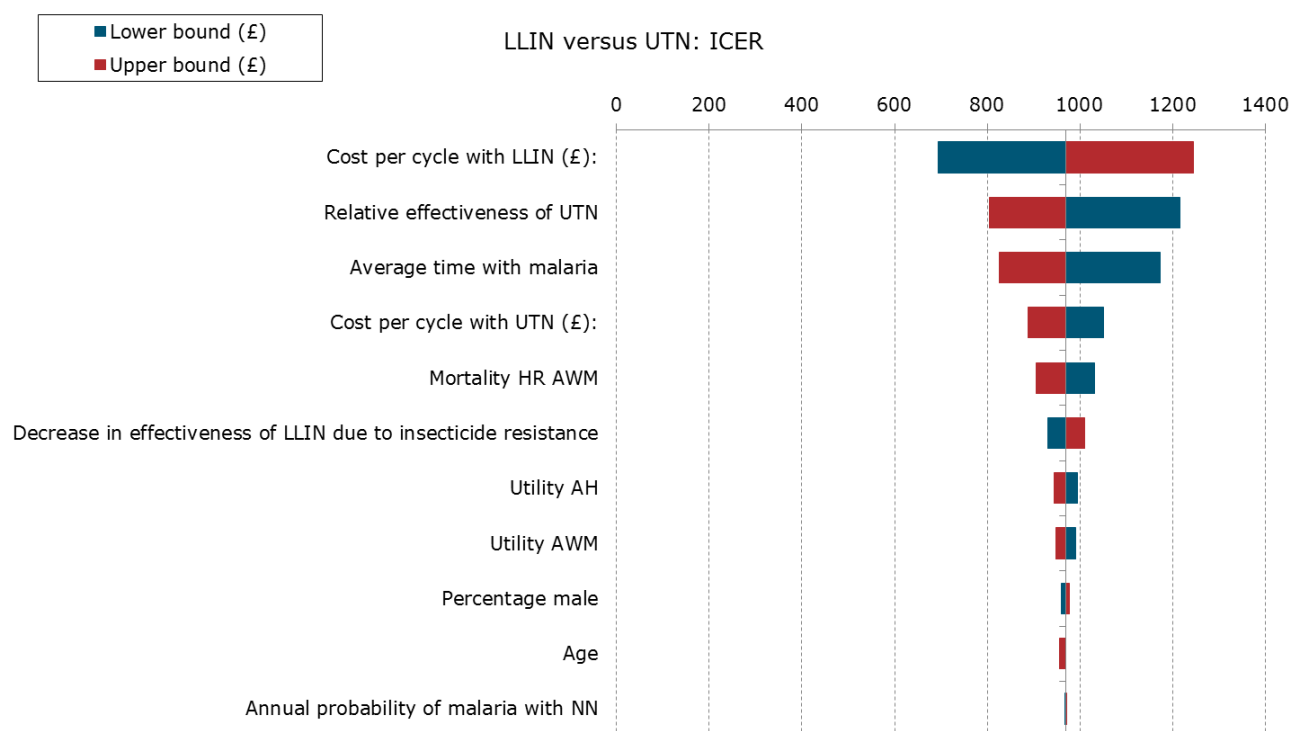 Lower bound (£)
Upper bound (£)
LLIN versus UTN: ICER
0 200 400 600 800 1000 1200 1400
Cost per cycle with LLIN (£):
Relative effectiveness of UTN
Average time with malaria
Cost per cycle with UTN (£):
Mortality HR AWM
Decrease in effectiveness of LLIN due to insecticide resistance
Utility AH
Utility AWM
Percentage male
Age
Annual probability of malaria with NN